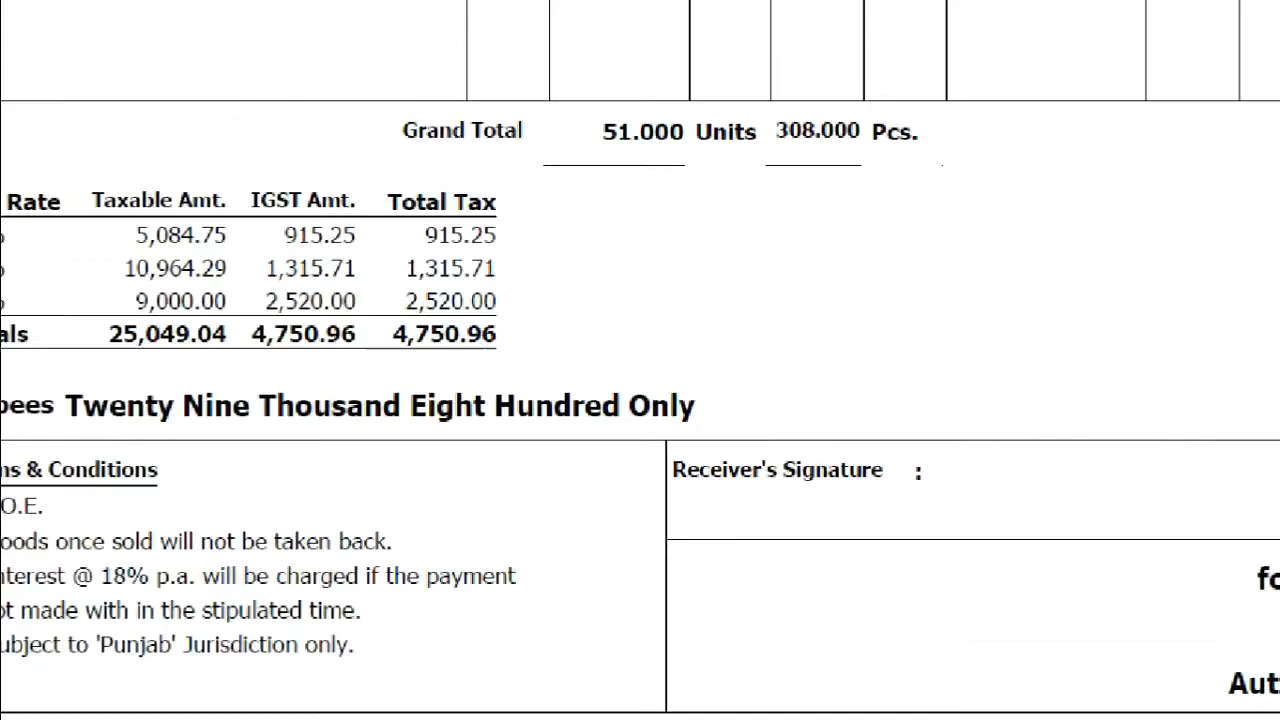 Grand Total 51.000 Units 308.000 Pcs.
Rate Taxable Amt. IGST Amt. Total Tax
5,084.75 915.25 915.25
10,964.29 1,315.71 1,315.71
9,000.00 2,520.00 2,520.00
als 25,049.04 4,750.96 4,750.96
pees Twenty Nine Thousand Eight Hundred Only
ns & Conditions
Receiver's Signature :
O.E.
oods once sold will not be taken back.
nterest @ 18% p.a. will be charged if the payment
ot made with in the stipulated time.
ubject to 'Punjab' Jurisdiction only.
fo
Aut